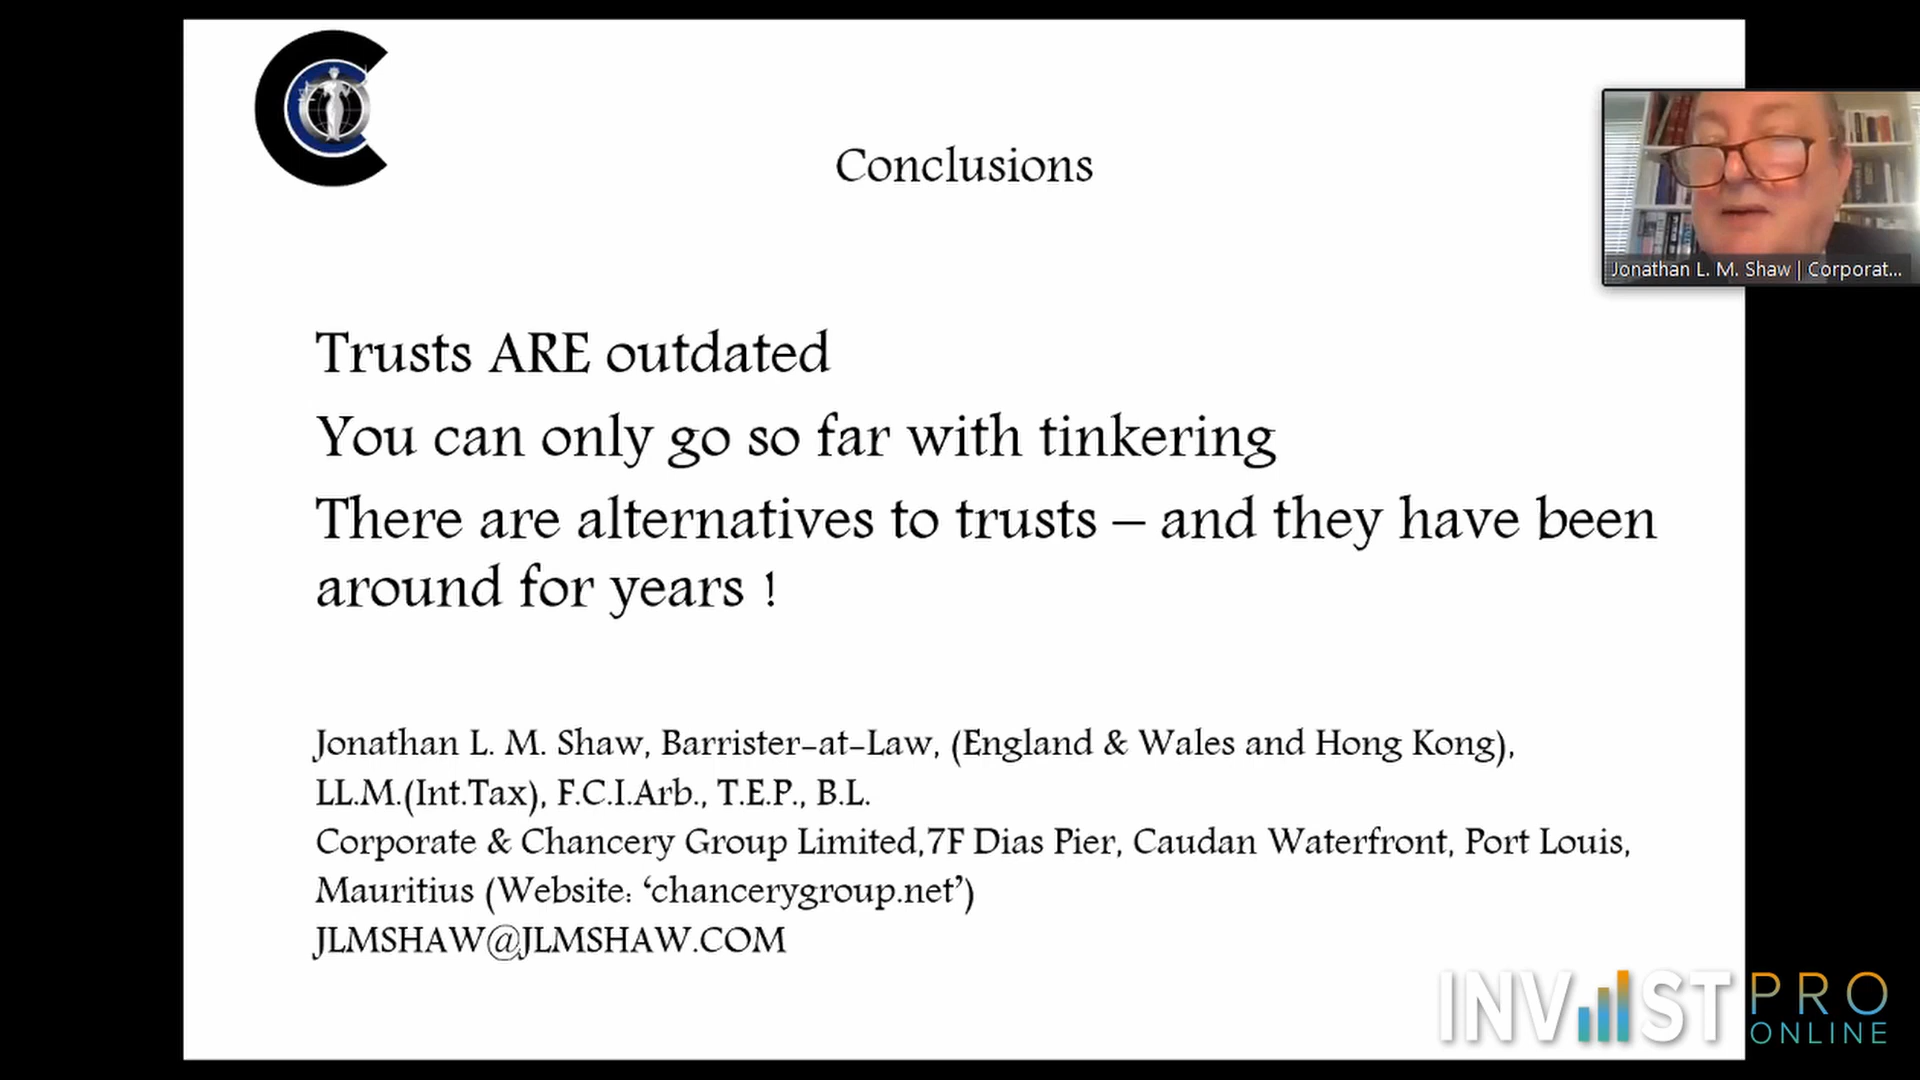 Conclusions
Jonathan L. M. Shaw | Corporat...
Trusts ARE outdated
You can only go so far with tinkering
There are alternatives to trusts – and they have been
around for years !
Jonathan L. M. Shaw, Barrister-at-Law, (England & Wales and Hong Kong),
LL.M.(Int.Tax), F.C.I.Arb., T.E.P., B.L.
Corporate & Chancery Group Limited,7F Dias Pier, Caudan Waterfront, Port Louis,
Mauritius (Website: ‘chancerygroup.net’)
JLMSHAW@JLMSHAW.COM
INVEST PRO
ONLINE